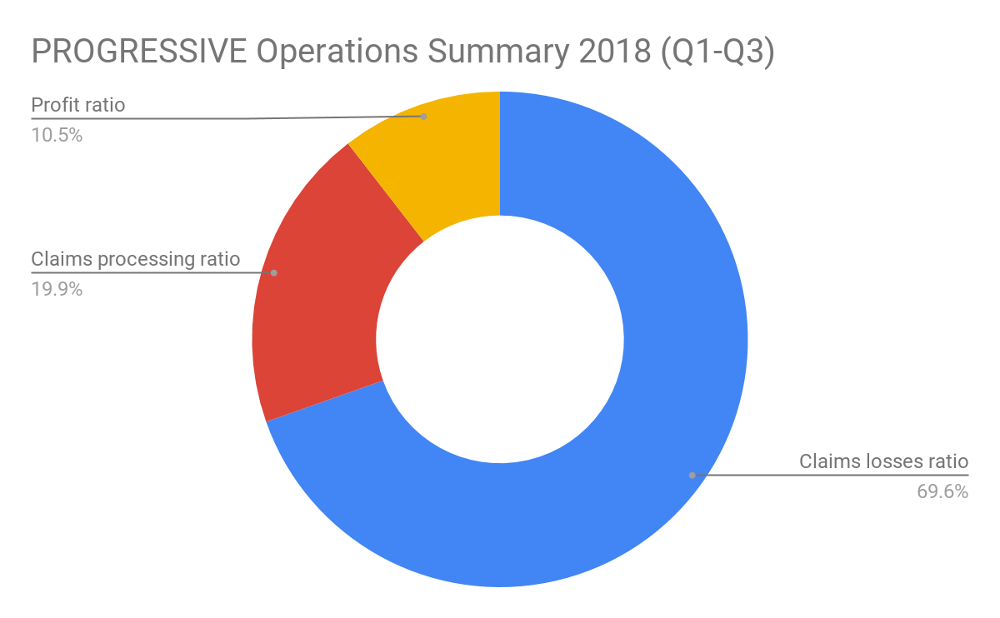 PROGRESSIVE Operations Summary 2018 (Q1-Q3)
Profit ratio
10.5%
Claims processing ratio
19.9%
Claims losses ratio
69.6%